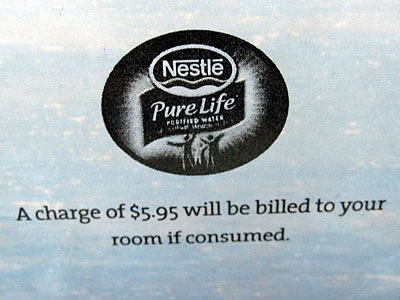 Nestlé
Pure Life
PURIFIED WATER
A charge of $5.95 will be billed to your
room if consumed.